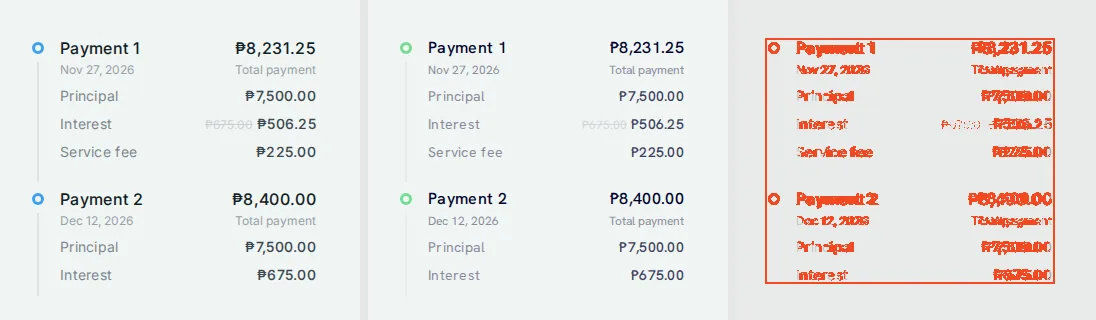 Payment 1 ₱8,231.25
Nov 27, 2026 Total payment
Principal ₱7,500.00
Interest ₱675.00 ₱506.25
Service fee ₱225.00
Payment 2 ₱8,400.00
Dec 12, 2026 Total payment
Principal ₱7,500.00
Interest ₱675.00
Payment 1 ₱8,231.25
Nov 27, 2026 Total payment
Principal ₱7,500.00
Interest ₱675.00 ₱506.25
Service fee ₱225.00
Payment 2 ₱8,400.00
Dec 12, 2026 Total payment
Principal ₱7,500.00
Interest ₱675.00
Principal
Interest
Service fee
Principal
Interest